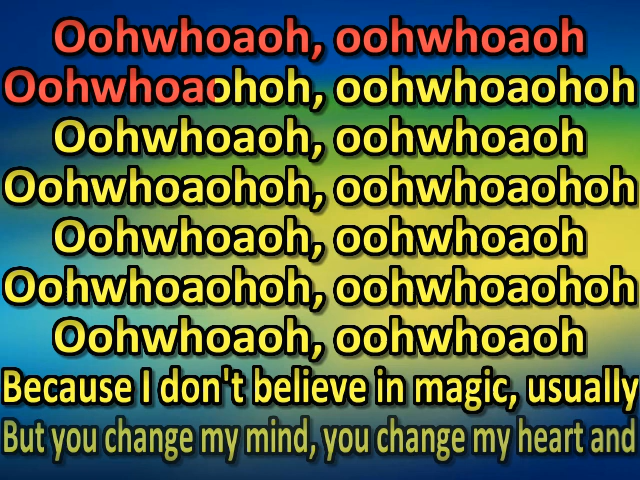 Oohwhoaoh, oohwhoaoh
Oohwhoaohoh, oohwhoaohoh
Oohwhoaoh, oohwhoaoh
Oohwhoaohoh, oohwhoaohoh
Oohwhoaoh, oohwhoaoh
Oohwhoaohoh, oohwhoaohoh
Oohwhoaoh, oohwhoaoh
Because I don't believe in magic, usually
But you change my mind, you change my heart and